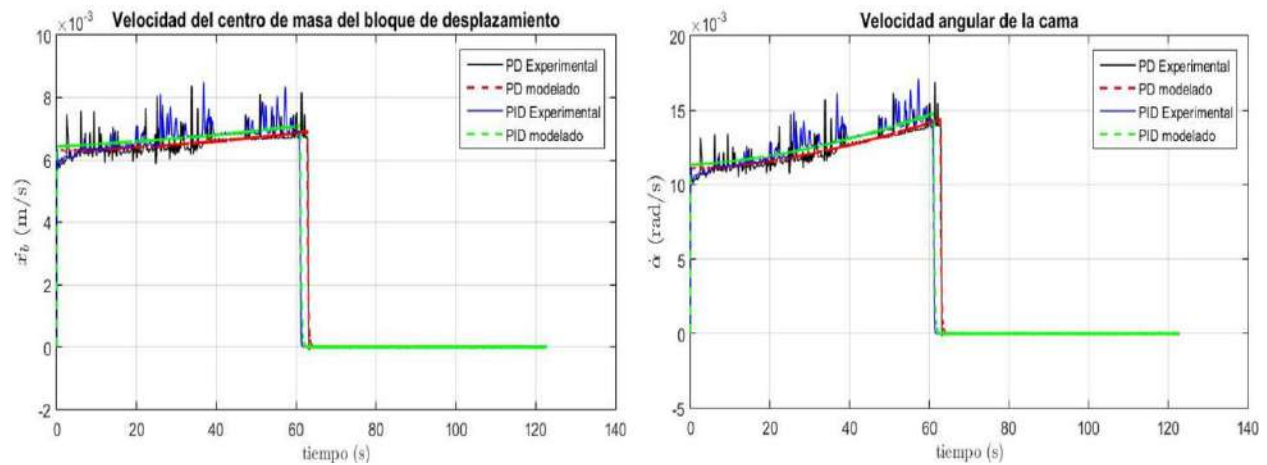 Velocidad del centro de masa del bloque de desplazamiento
×10⁻³
10
8
6
4
2
0
-2
ẋ_b (m/s)
0 20 40 60 80 100 120 140
tiempo (s)
PD Experimental
PD modelado
PID Experimental
PID modelado
Velocidad angular de la cama
×10⁻³
20
15
10
5
0
-5
α̇ (rad/s)
0 20 40 60 80 100 120 140
tiempo (s)
PD Experimental
PD modelado
PID Experimental
PID modelado